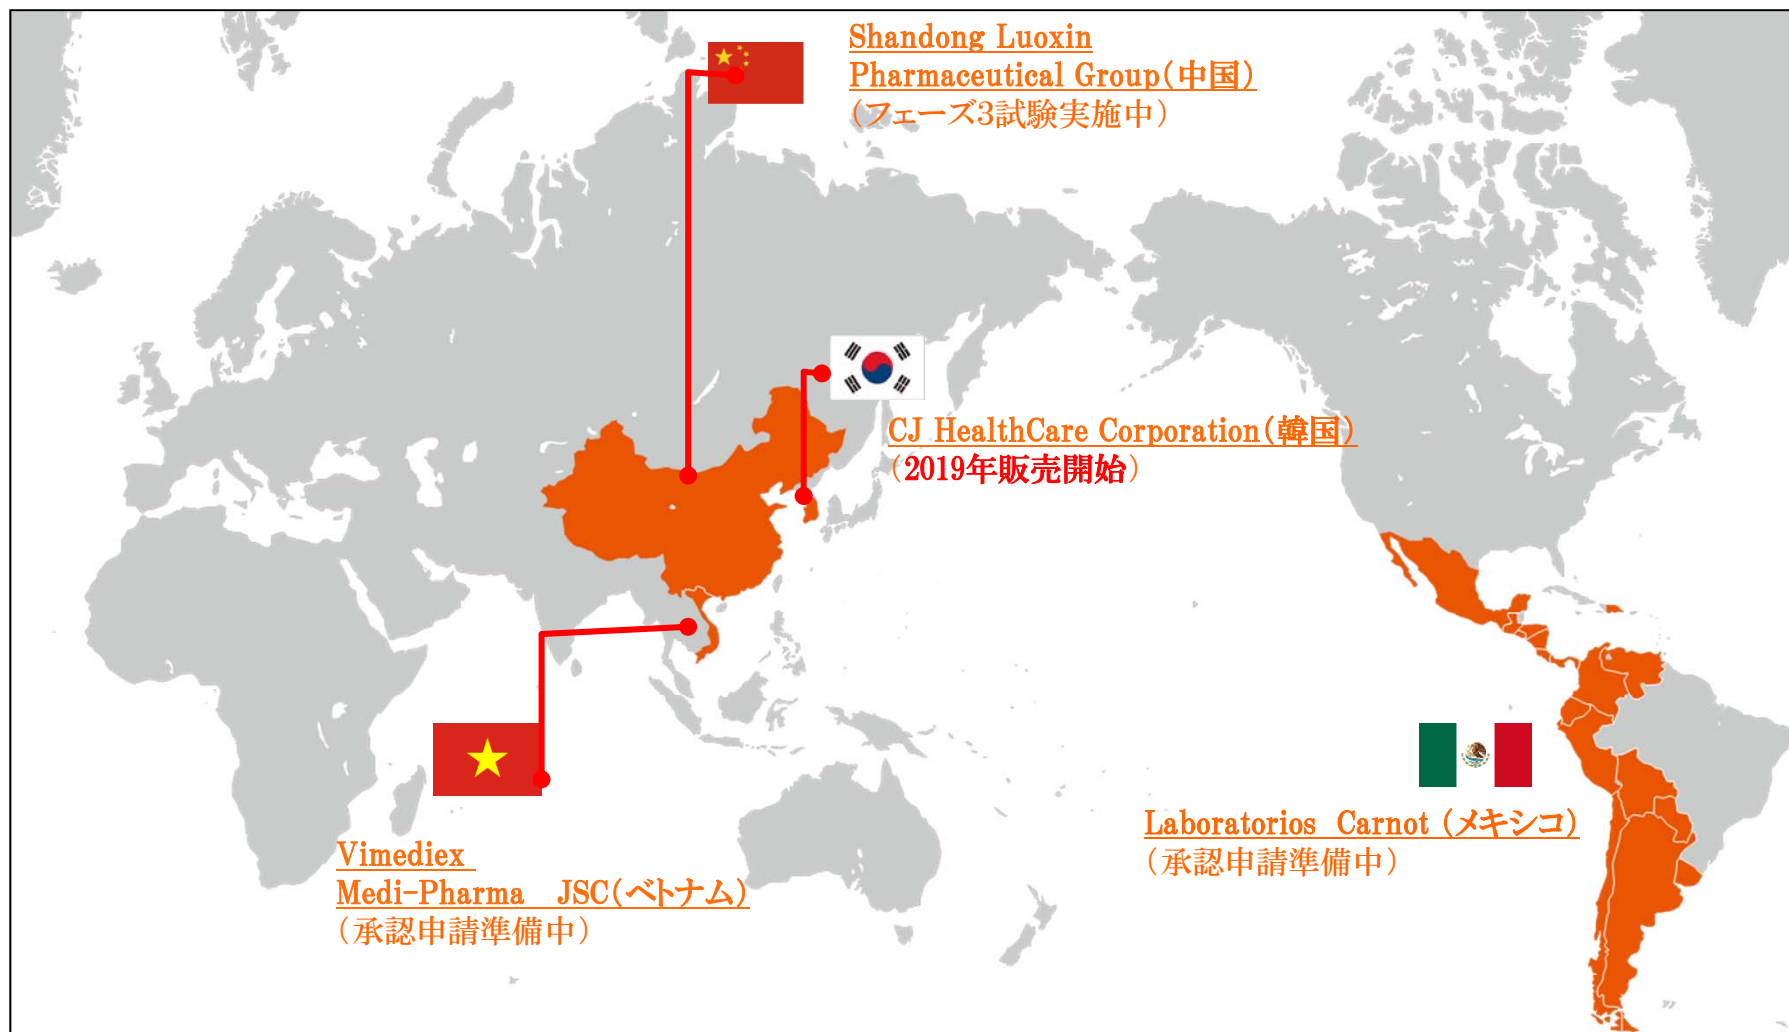 Shandong Luoxin
Pharmaceutical Group(中国)
(フェーズ3試験実施中)
CJ HealthCare Corporation(韓国)
(2019年販売開始)
Laboratorios Carnot (メキシコ)
(承認申請準備中)
Vimediex
Medi-Pharma JSC(ベトナム)
(承認申請準備中)